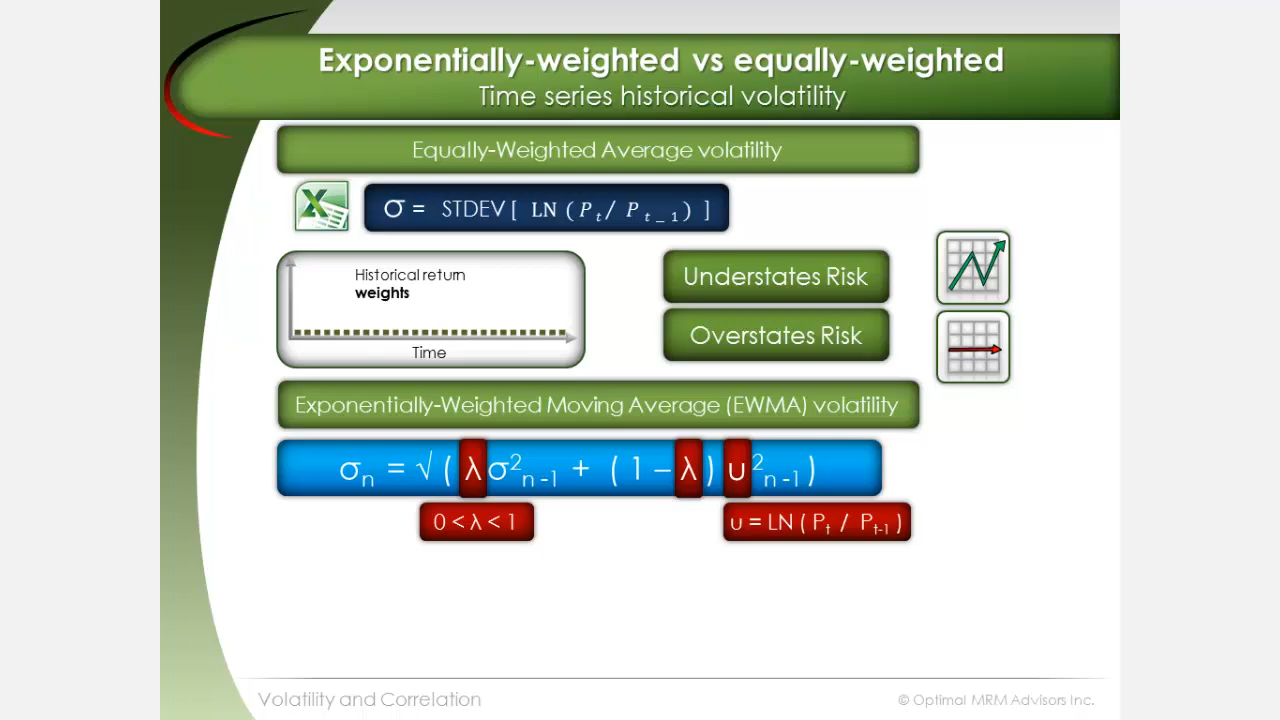 Exponentially-weighted vs equally-weighted
Time series historical volatility
Equally-Weighted Average volatility
σ = STDEV[ LN (Pₜ/ Pₜ₋₁) ]
Historical return
weights
Time
Understates Risk
Overstates Risk
Exponentially-Weighted Moving Average (EWMA) volatility
σₙ = √ ( λσ²ₙ₋₁ + ( 1 – λ ) υ²ₙ₋₁ )
0 < λ < 1
υ = LN ( Pₜ / Pₜ₋₁ )
Volatility and Correlation
© Optimal MRM Advisors Inc.